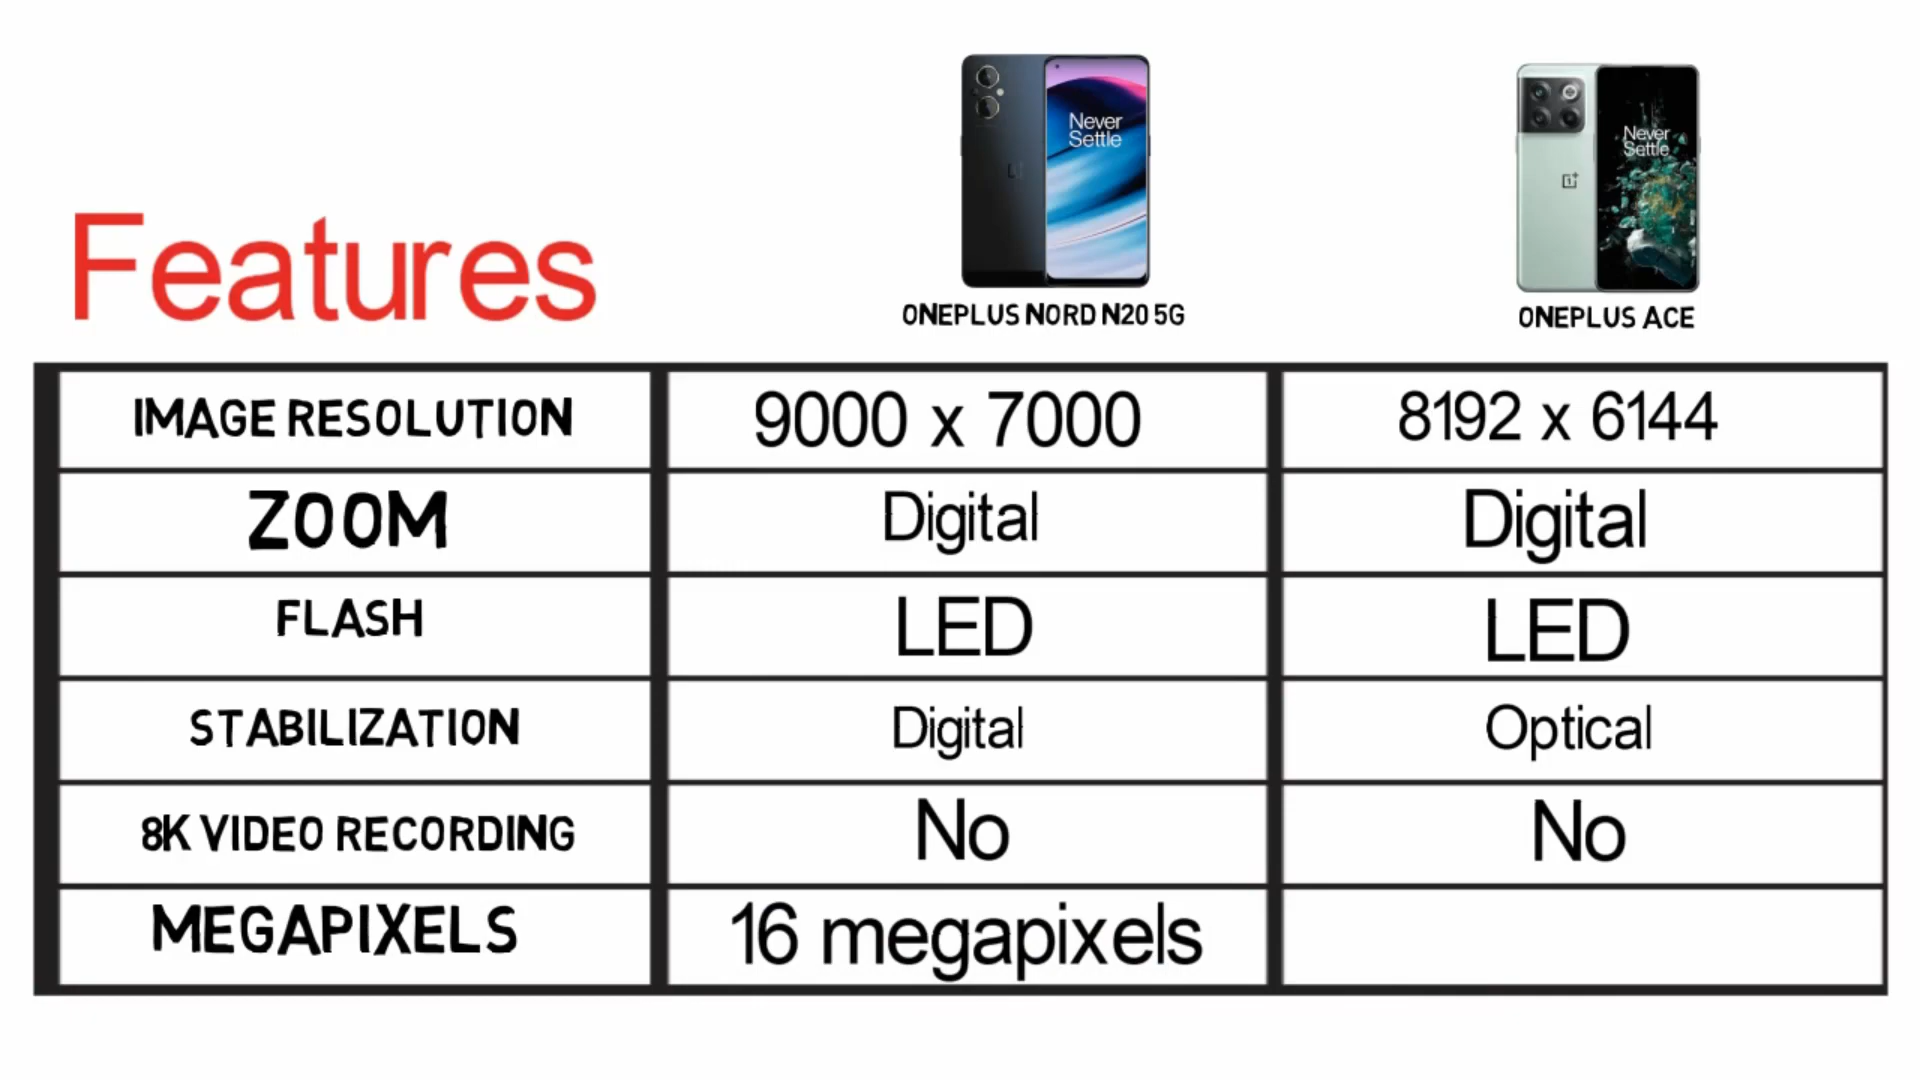 Never
Settle
Never
Settle
Features
ONEPLUS NORD N20 5G
ONEPLUS ACE
IMAGE RESOLUTION 9000 x 7000 8192 x 6144
ZOOM Digital Digital
FLASH LED LED
STABILIZATION Digital Optical
8K VIDEO RECORDING No No
MEGAPIXELS 16 megapixels